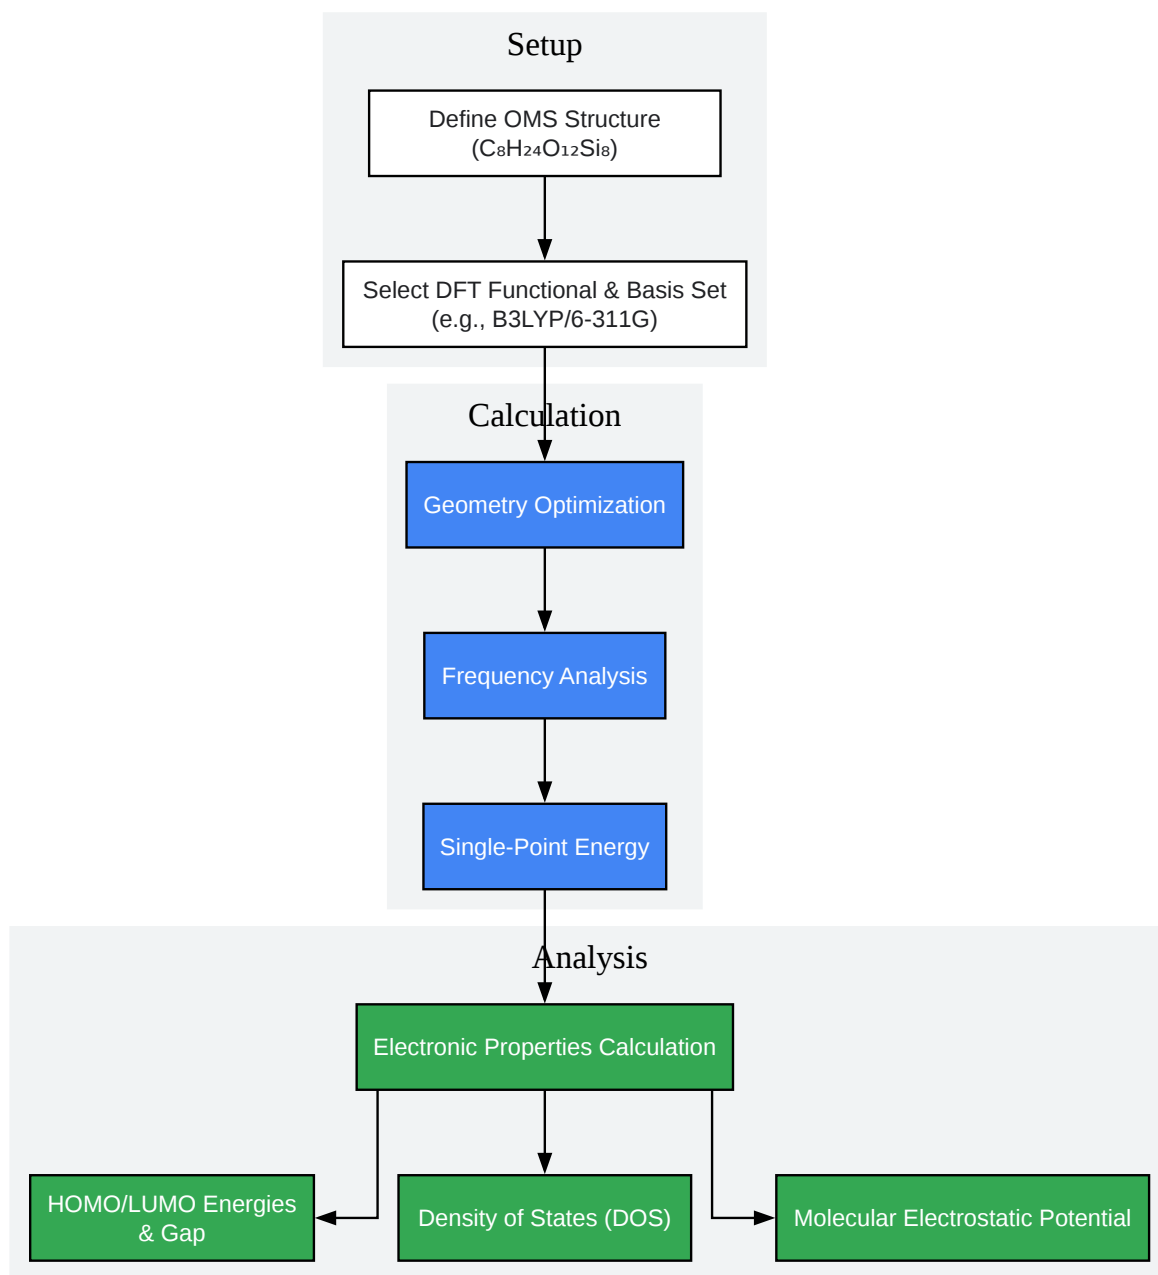 Setup
Define OMS Structure
(C₈H₂₄O₁₂Si₈)
Select DFT Functional & Basis Set
(e.g., B3LYP/6-311G)
Calculation
Geometry Optimization
Frequency Analysis
Single-Point Energy
Analysis
Electronic Properties Calculation
HOMO/LUMO Energies
& Gap
Density of States (DOS)
Molecular Electrostatic Potential